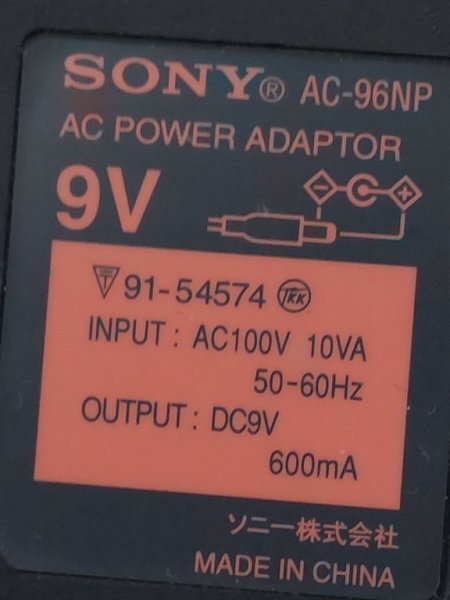 SONY® AC-96NP
AC POWER ADAPTOR
9V
91-54574
INPUT : AC100V 10VA
50-60Hz
OUTPUT : DC9V
600mA
ソニー株式会社
MADE IN CHINA